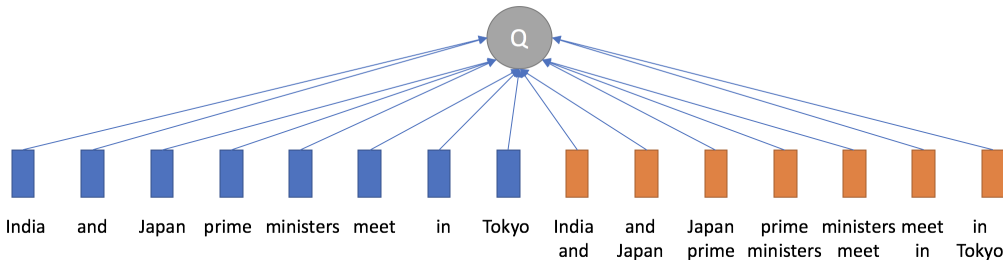 Q
India and Japan prime ministers meet in Tokyo India and Japan prime ministers meet in
and Japan prime ministers meet in Tokyo